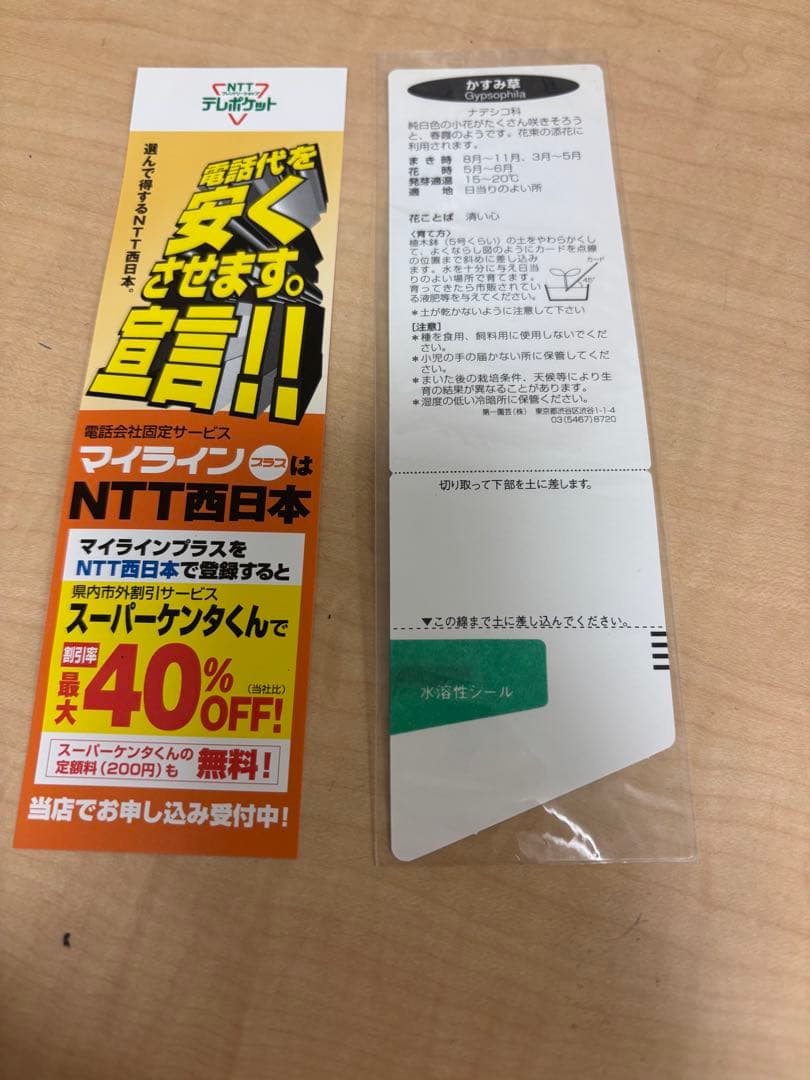 NTT
フレンドリーショップ
テレポケット
選んで得するNTT西日本。
電話代を
安く
させます。
宣言!!
電話会社固定サービス
マイラインプラスは
NTT西日本
マイラインプラスを
NTT西日本で登録すると
県内市外割引サービス
スーパーケンタくんで
割引率
最大40%OFF!
(当社比)
スーパーケンタくんの
定額料(200円)も 無料!
当店でお申し込み受付中!
かすみ草
Gypsophila
ナデシコ科
純白色の小花がたくさん咲きそろう
と、春霞のようです。花束の添花に
利用されます。
まき時 8月〜11月、3月〜5月
花時 5月〜6月
発芽適温 15〜20℃
適地 日当りのよい所
花ことば 清い心
〈育て方〉
植木鉢(5号くらい)の土をやわらかくし
て、よくならし図のようにカードを点線
の位置まで斜めに差し込み
ます。水を十分に与え日当
りのよい場所で育てます。
育ってきたら市販されてい
る液肥等を与えてください。
カード
45°
*土が乾かないように注意して下さい
[注意]
*種を食用、飼料用に使用しないでくだ
さい。
*小児の手の届かない所に保管してくだ
さい。
*まいた後の栽培条件、天候等により生
育の結果が異なることがあります。
*湿度の低い冷暗所に保管ください。
第一園芸(株) 東京都渋谷区渋谷1-1-4
03(5467)8720
切り取って下部を土に差します。
▼この線まで土に差し込んでください。
水溶性シール